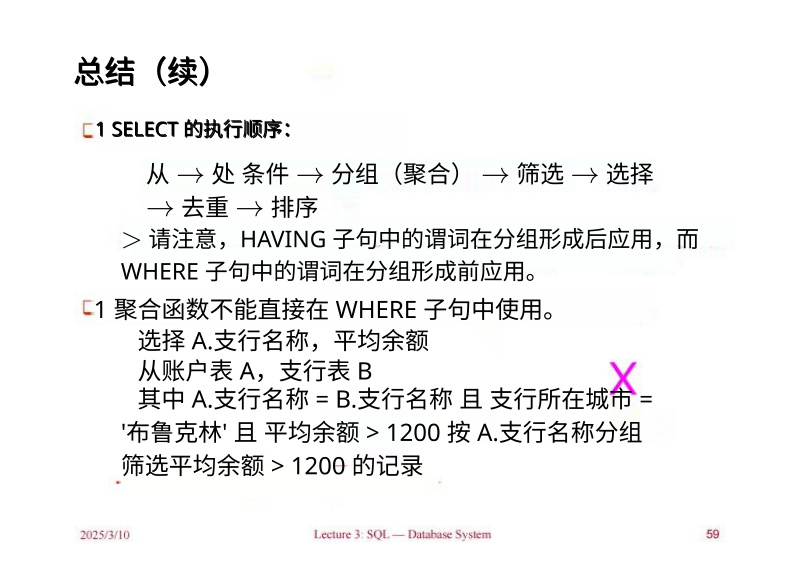 总结（续）
1 SELECT 的执行顺序：
从 → 处 条件 → 分组（聚合） → 筛选 → 选择
→ 去重 → 排序
> 请注意，HAVING 子句中的谓词在分组形成后应用，而
WHERE 子句中的谓词在分组形成前应用。
1 聚合函数不能直接在 WHERE 子句中使用。
选择 A.支行名称，平均余额
从账户表 A，支行表 B
X
其中 A.支行名称 = B.支行名称 且 支行所在城市 =
'布鲁克林' 且 平均余额 > 1200 按 A.支行名称分组
筛选平均余额 > 1200 的记录
2025/3/10
Lecture 3: SQL — Database System
59